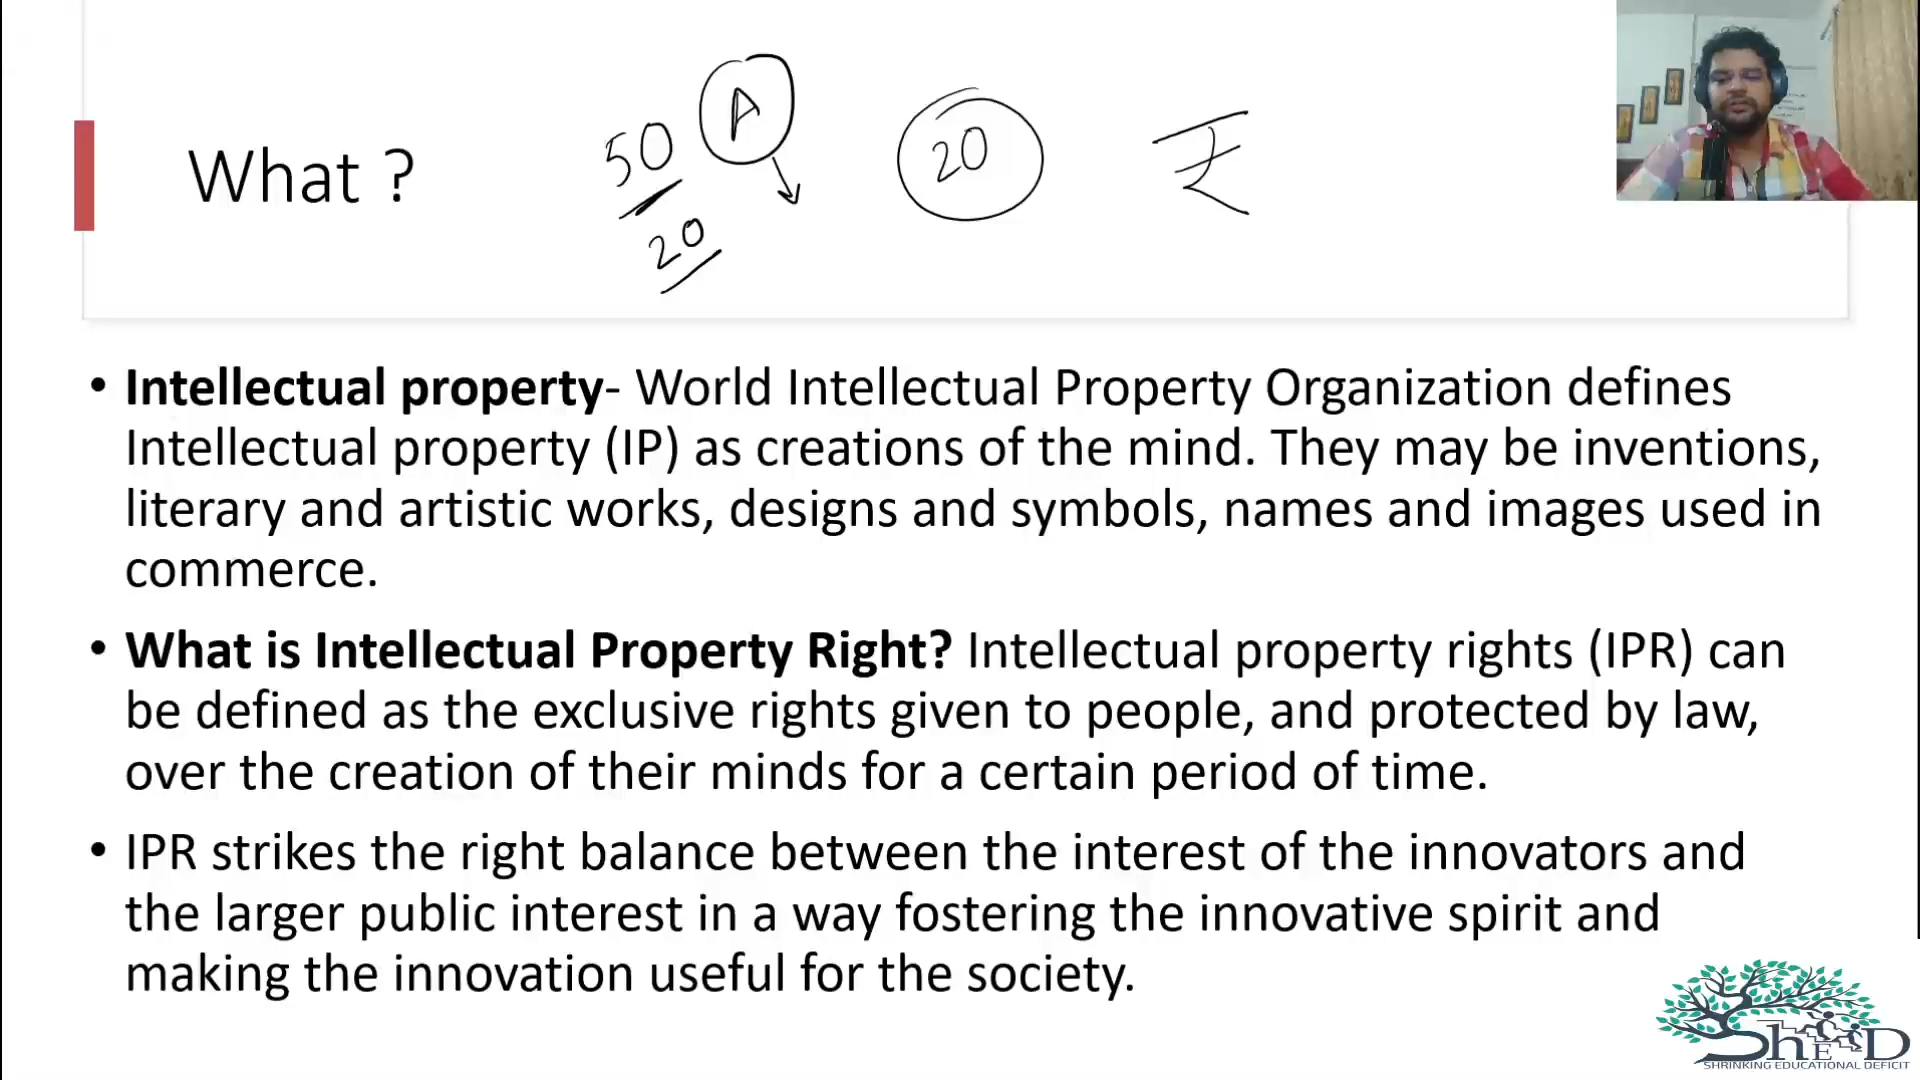 What ?
50
A
20
20
₹
• Intellectual property- World Intellectual Property Organization defines
Intellectual property (IP) as creations of the mind. They may be inventions,
literary and artistic works, designs and symbols, names and images used in
commerce.
• What is Intellectual Property Right? Intellectual property rights (IPR) can
be defined as the exclusive rights given to people, and protected by law,
over the creation of their minds for a certain period of time.
• IPR strikes the right balance between the interest of the innovators and
the larger public interest in a way fostering the innovative spirit and
making the innovation useful for the society.
ShED
SHRINKING EDUCATIONAL DEFICIT